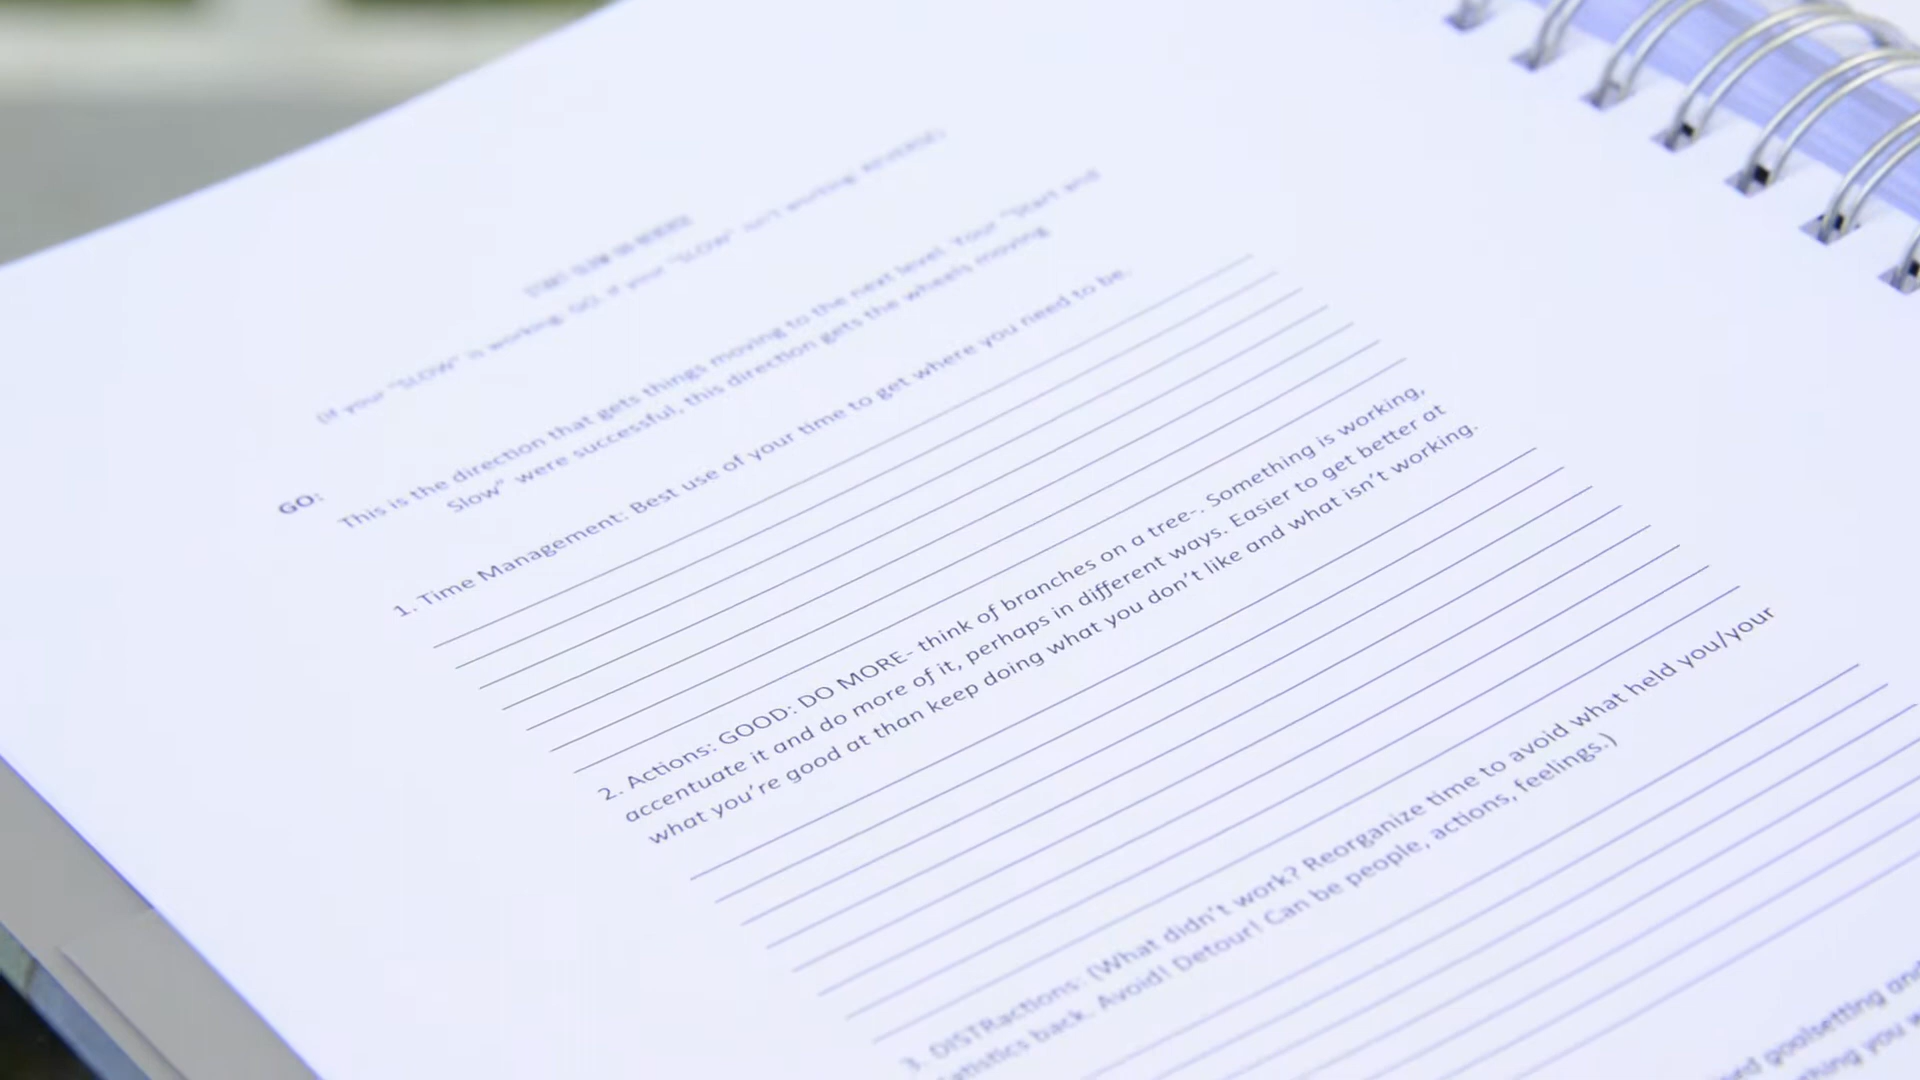 (If your "SLOW" is working: GO. If your "SLOW" isn't working: REVERSE)
GO:
This is the direction that gets things moving to the next level. Your "Start and
Slow" were successful, this direction gets the wheels moving
1. Time Management: Best use of your time to get where you need to be.
2. Actions: GOOD: DO MORE- think of branches on a tree-. Something is working,
accentuate it and do more of it, perhaps in different ways. Easier to get better at
what you're good at than keep doing what you don't like and what isn't working.
3. DISTRactions: (What didn't work? Reorganize time to avoid what held you/your
statistics back. Avoid! Detour! Can be people, actions, feelings.)
goalsetting and
you